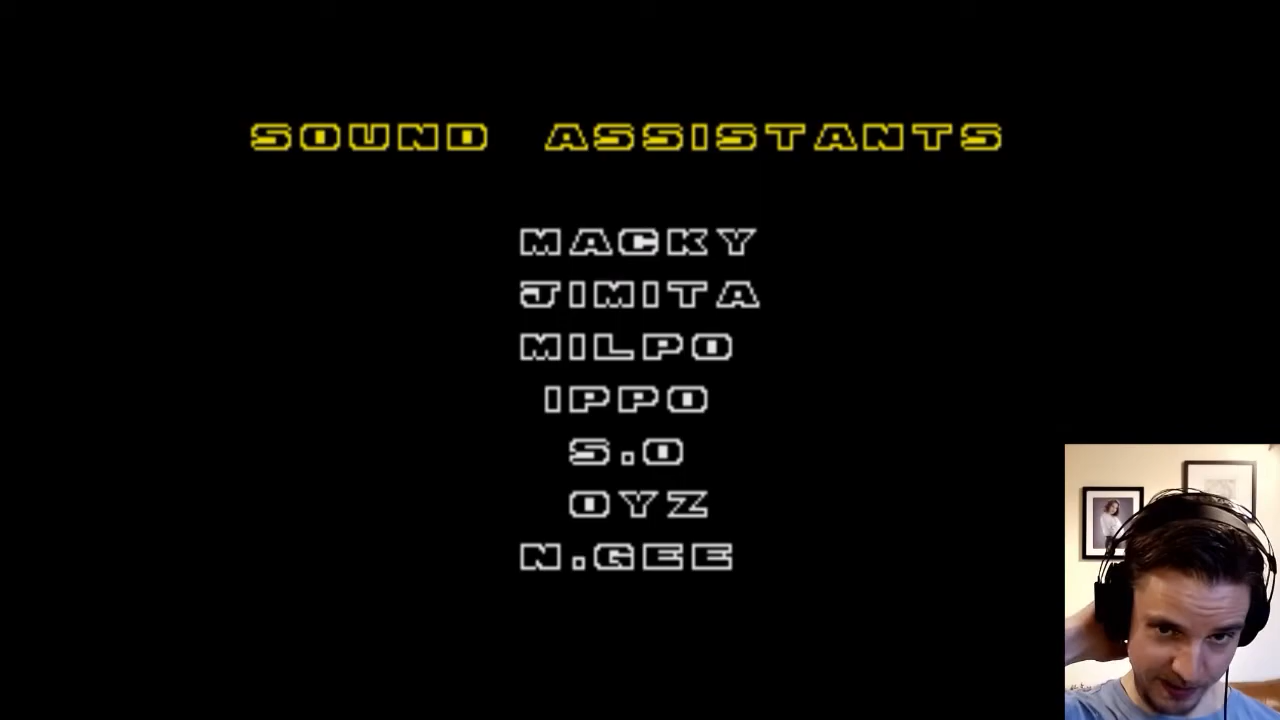 SOUND ASSISTANTS
MACKY
JIMITA
MILPO
IPPO
S.O
OYZ
N.GEE